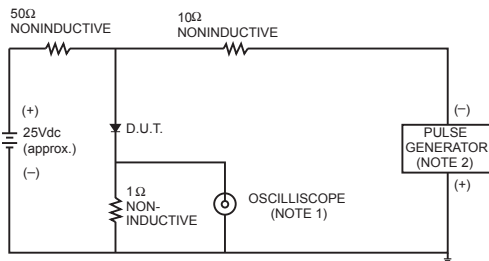 50Ω
NONINDUCTIVE
10Ω
NONINDUCTIVE
(+)
25Vdc
(approx.)
(–)
D.U.T.
1Ω
NON-
INDUCTIVE
OSCILLISCOPE
(NOTE 1)
(–)
PULSE
GENERATOR
(NOTE 2)
(+)